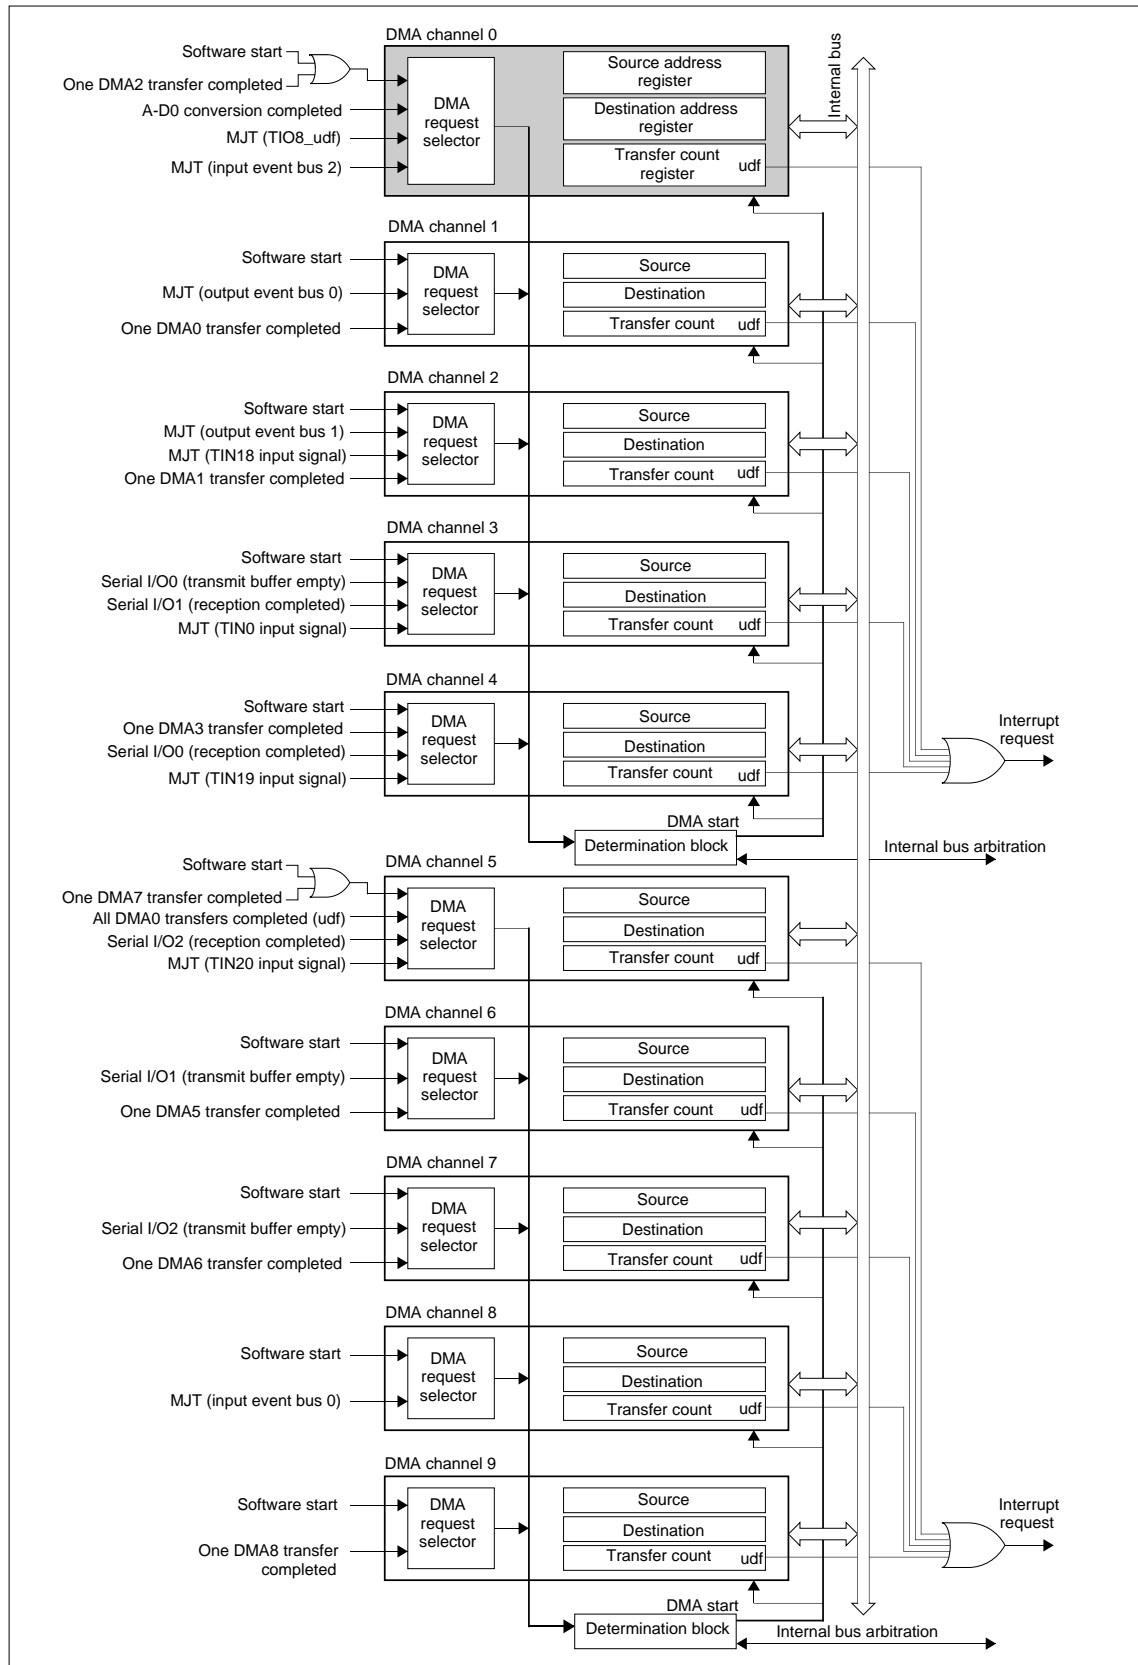 DMA channel 0
Software start
One DMA2 transfer completed
A-D0 conversion completed
MJT (TIO8_udf)
MJT (input event bus 2)
DMA
request
selector
Source address
register
Destination address
register
Transfer count
register
udf
Internal bus
DMA channel 1
Software start
MJT (output event bus 0)
One DMA0 transfer completed
DMA
request
selector
Source
Destination
Transfer count
udf
DMA channel 2
Software start
MJT (output event bus 1)
MJT (TIN18 input signal)
One DMA1 transfer completed
DMA
request
selector
Source
Destination
Transfer count
udf
DMA channel 3
Software start
Serial I/O0 (transmit buffer empty)
Serial I/O1 (reception completed)
MJT (TIN0 input signal)
DMA
request
selector
Source
Destination
Transfer count
udf
DMA channel 4
Software start
One DMA3 transfer completed
Serial I/O0 (reception completed)
MJT (TIN19 input signal)
DMA
request
selector
Source
Destination
Transfer count
udf
Interrupt
request
DMA start
Determination block
Internal bus arbitration
DMA channel 5
Software start
One DMA7 transfer completed
All DMA0 transfers completed (udf)
Serial I/O2 (reception completed)
MJT (TIN20 input signal)
DMA
request
selector
Source
Destination
Transfer count
udf
DMA channel 6
Software start
Serial I/O1 (transmit buffer empty)
One DMA5 transfer completed
DMA
request
selector
Source
Destination
Transfer count
udf
DMA channel 7
Software start
Serial I/O2 (transmit buffer empty)
One DMA6 transfer completed
DMA
request
selector
Source
Destination
Transfer count
udf
DMA channel 8
Software start
MJT (input event bus 0)
DMA
request
selector
Source
Destination
Transfer count
udf
DMA channel 9
Software start
One DMA8 transfer
completed
DMA
request
selector
Source
Destination
Transfer count
udf
Interrupt
request
DMA start
Determination block
Internal bus arbitration